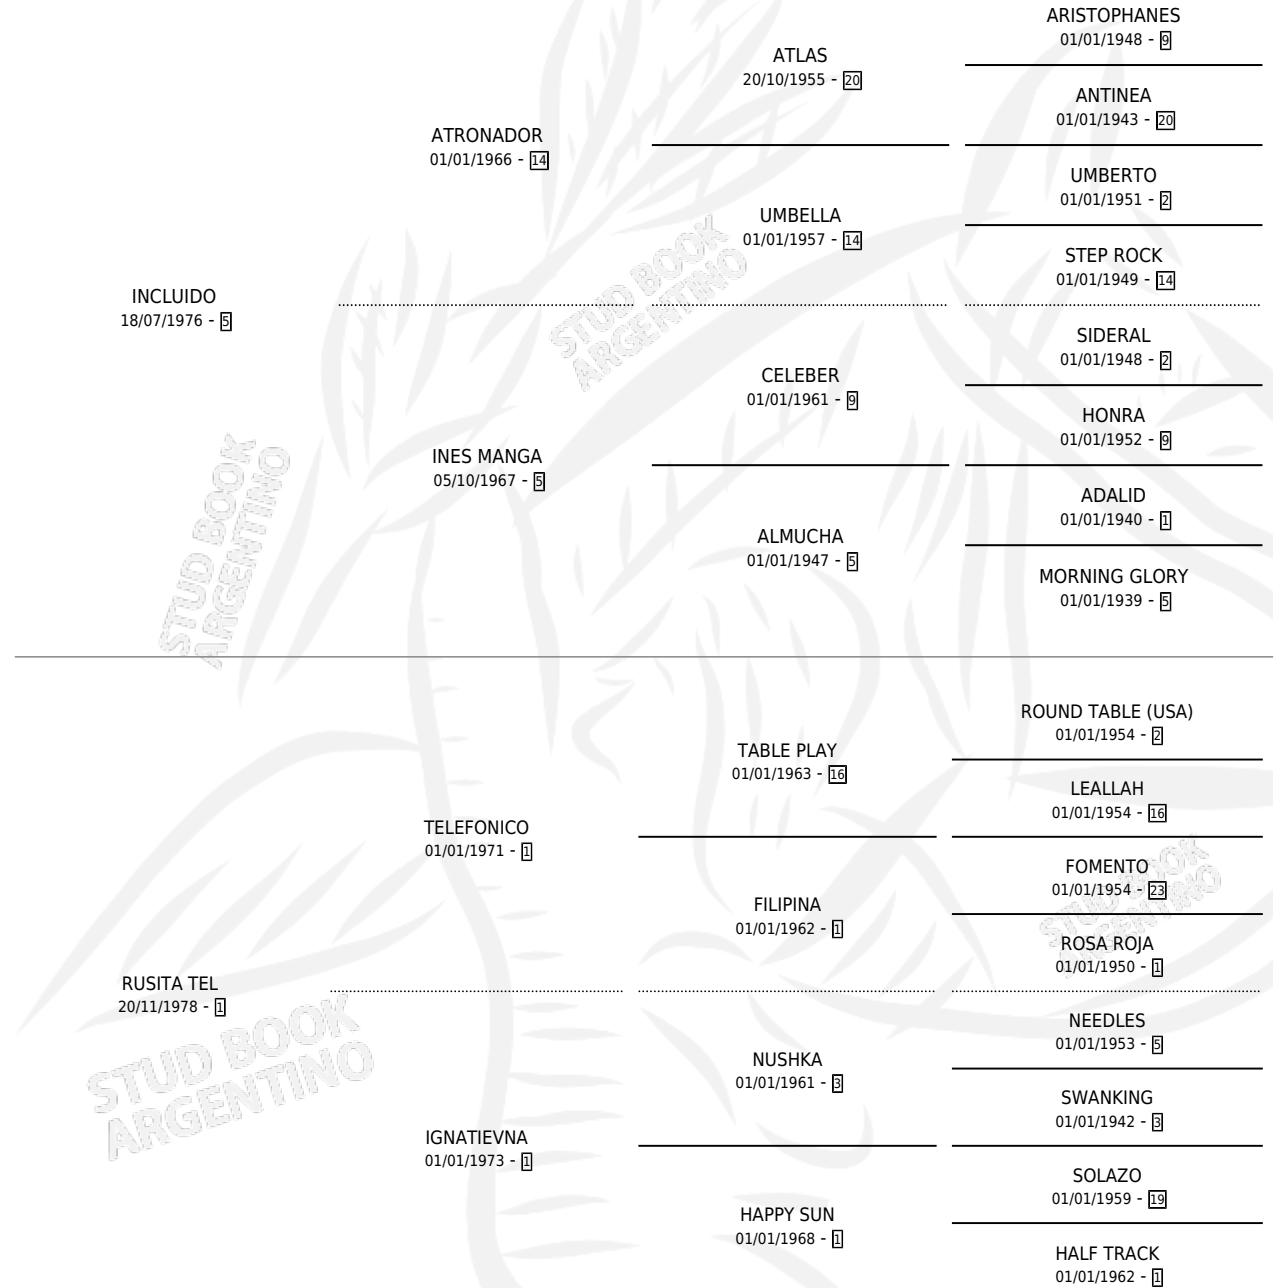 ARISTOPHANES
01/01/1948 - 9
ATLAS
20/10/1955 - 20
ANTINEA
01/01/1943 - 20
ATRONADOR
01/01/1966 - 14
UMBERTO
01/01/1951 - 2
UMBELLA
01/01/1957 - 14
STEP ROCK
01/01/1949 - 14
INCLUIDO
18/07/1976 - 5
STUD BOOK
ARGENTINO
SIDERAL
01/01/1948 - 2
CELEBER
01/01/1961 - 9
HONRA
01/01/1952 - 9
INES MANGA
05/10/1967 - 5
ADALID
01/01/1940 - 1
ALMUCHA
01/01/1947 - 5
MORNING GLORY
01/01/1939 - 5
STUD BOOK
ARGENTINO
ROUND TABLE (USA)
01/01/1954 - 2
TABLE PLAY
01/01/1963 - 16
LEALLAH
01/01/1954 - 16
TELEFONICO
01/01/1971 - 1
FOMENTO
01/01/1954 - 23
FILIPINA
01/01/1962 - 1
ROSA ROJA
01/01/1950 - 1
STUD BOOK
ARGENTINO
RUSITA TEL
20/11/1978 - 1
NEEDLES
01/01/1953 - 5
NUSHKA
01/01/1961 - 3
SWANKING
01/01/1942 - 3
STUD BOOK
ARGENTINO
IGNATIEVNA
01/01/1973 - 1
SOLAZO
01/01/1959 - 19
HAPPY SUN
01/01/1968 - 1
HALF TRACK
01/01/1962 - 1